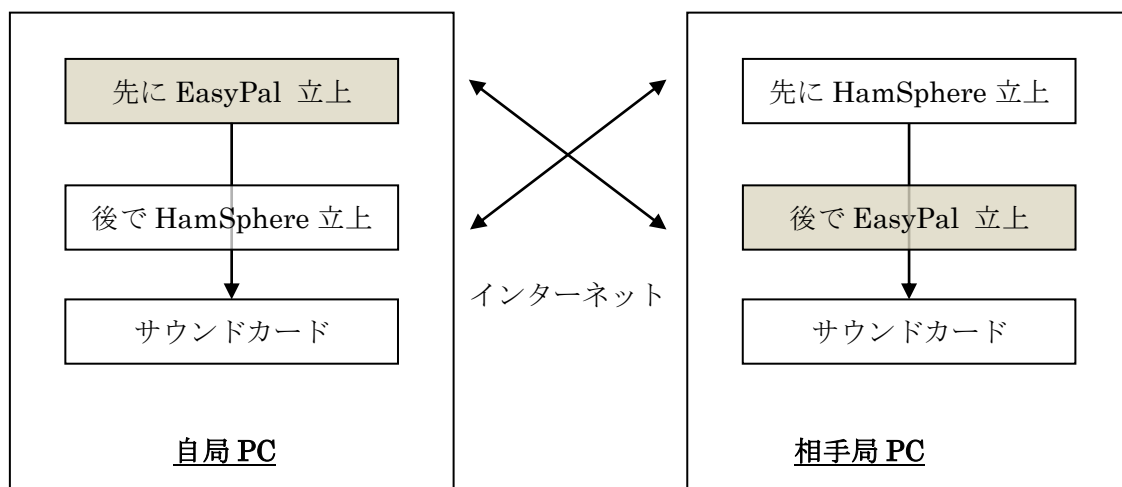 先に EasyPal 立上
後で HamSphere 立上
サウンドカード
自局 PC
インターネット
先に HamSphere 立上
後で EasyPal 立上
サウンドカード
相手局 PC